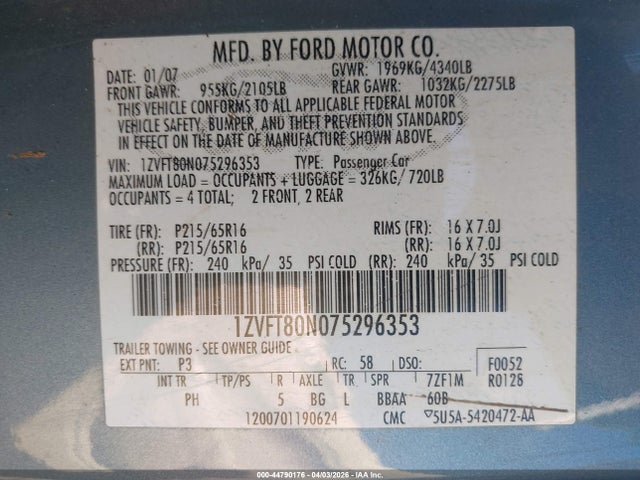 MFD. BY FORD MOTOR CO.
DATE: 01/07 GVWR: 1969KG/4340LB
FRONT GAWR: 955KG/2105LB REAR GAWR: 1032KG/2275LB
THIS VEHICLE CONFORMS TO ALL APPLICABLE FEDERAL MOTOR
VEHICLE SAFETY, BUMPER, AND THEFT PREVENTION STANDARDS
IN EFFECT ON THE DATE OF MANUFACTURE SHOWN ABOVE.
VIN: 1ZVFT80N075296353 TYPE: Passenger Car
MAXIMUM LOAD = OCCUPANTS + LUGGAGE = 326KG/720LB
OCCUPANTS = 4 TOTAL; 2 FRONT, 2 REAR
TIRE (FR): P215/65R16 RIMS (FR): 16 X 7.0J
(RR): P215/65R16 (RR): 16 X 7.0J
PRESSURE (FR): 240 kPa/ 35 PSI COLD (RR): 240 kPa/ 35 PSI COLD
1ZVFT80N075296353
TRAILER TOWING - SEE OWNER GUIDE
EXT PNT: P3 RC: 58 DSO: F0052
INT TR TP/PS R AXLE TR SPR 7ZF1M R0128
PH 5 BG L BBAA 60B
1200701190624 CMC 5U5A-5420472-AA
000-44790176 - 04/03/2026 - IAA Inc.